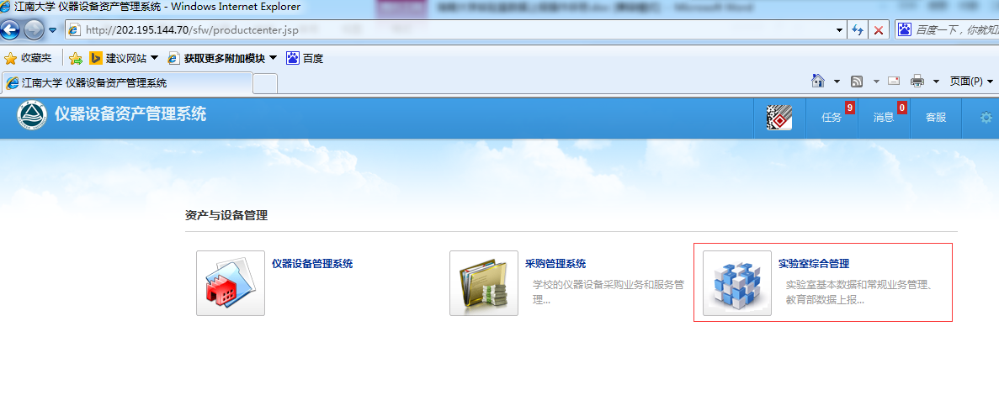 江南大学 仪器设备资产管理系统 - Windows Internet Explorer
http://202.195.144.70/sfw/productcenter.jsp
百度一下，你就知
收藏夹
建议网站
获取更多附加模块
百度
江南大学 仪器设备资产管理系统
页面(P)
仪器设备资产管理系统
任务
9
消息
0
客服
资产与设备管理
仪器设备管理系统
采购管理系统
学校的仪器设备采购业务和服务管
理...
实验室综合管理
实验室基本数据和常规业务管理、
教育部数据上报...